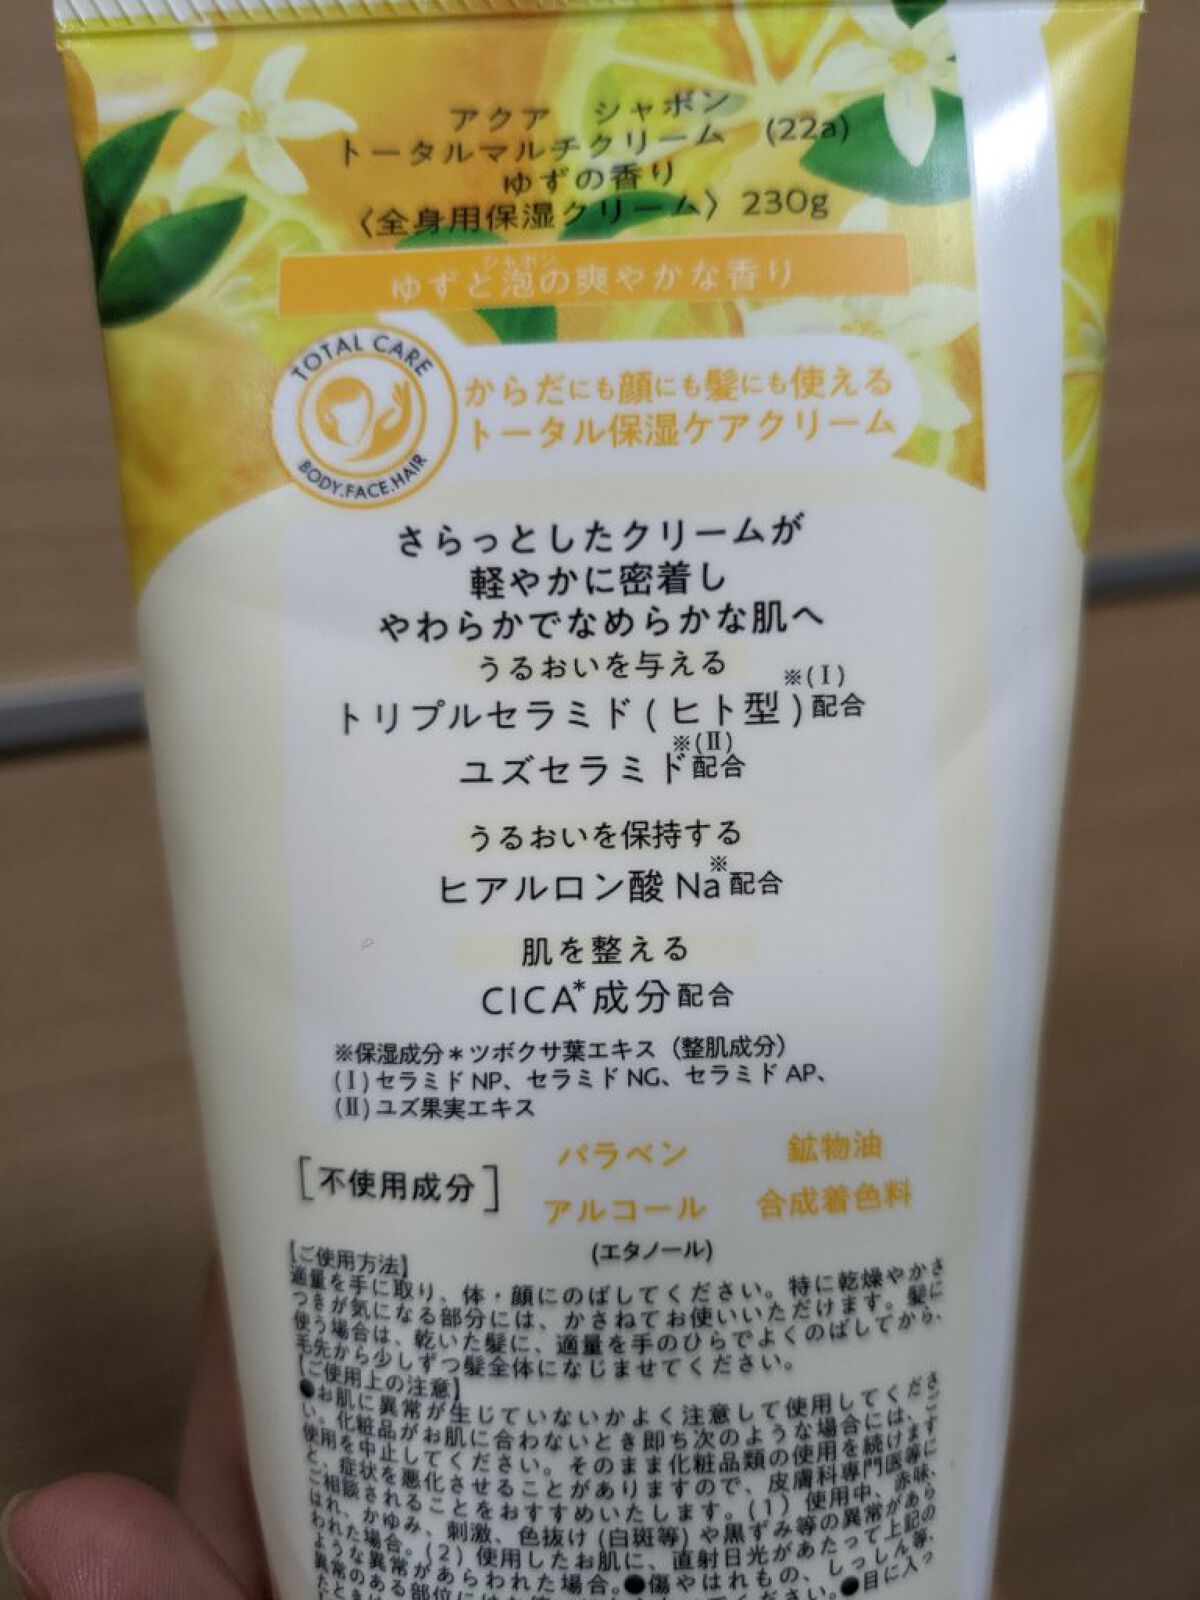 アクア シャボン
トータルマルチクリーム (22a)
ゆずの香り
〈全身用保湿クリーム〉 230g
シャボン
ゆずと泡の爽やかな香り
TOTAL CARE
BODY.FACE.HAIR
からだにも顔にも髪にも使える
トータル保湿ケアクリーム
さらっとしたクリームが
軽やかに密着し
やわらかでなめらかな肌へ
うるおいを与える
トリプルセラミド(ヒト型)※(Ⅰ)配合
ユズセラミド※(Ⅱ)配合
うるおいを保持する
ヒアルロン酸Na※配合
肌を整える
CICA*成分配合
※保湿成分*ツボクサ葉エキス（整肌成分）
(Ⅰ)セラミドNP、セラミドNG、セラミドAP、
(Ⅱ)ユズ果実エキス
[不使用成分]
パラベン 鉱物油
アルコール 合成着色料
(エタノール)
【ご使用方法】
適量を手に取り、体・顔にのばしてください。特に乾燥やかさ
つきが気になる部分には、かさねてお使いいただけます。髪に
使う場合は、乾いた髪に、適量を手のひらでよくのばしてから、
毛先から少しずつ髪全体になじませてください。
【ご使用上の注意】
●お肌に異常が生じていないかよく注意して使用してくださ
い。化粧品がお肌に合わないとき即ち次のような場合には、ご
使用を中止してください。そのまま化粧品類の使用を続けます
と、症状を悪化させることがありますので、皮膚科専門医等に
ご相談されることをおすすめいたします。(1) 使用中、赤味、
はれ、かゆみ、刺激、色抜け(白斑等)や黒ずみ等の異常があら
われた場合。(2) 使用したお肌に、直射日光があたって上記の
ような異常があらわれた場合。●傷やはれもの、しっしん等、
異常のある部位には ください。●目に入っ
たときは